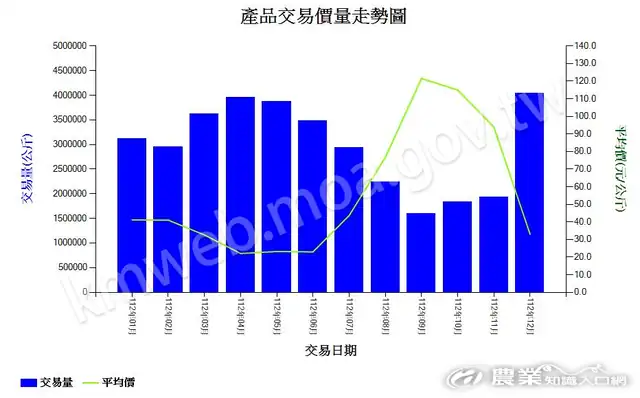 產品交易價量走勢圖
5000000
4500000
4000000
3500000
3000000
2500000
2000000
1500000
1000000
500000
0
交易量(公斤)
140.0
130.0
120.0
110.0
100.0
90.0
80.0
70.0
60.0
50.0
40.0
30.0
20.0
10.0
0.0
平均價(元/公斤)
112年01月
112年02月
112年03月
112年04月
112年05月
112年06月
112年07月
112年08月
112年09月
112年10月
112年11月
112年12月
交易日期
交易量
平均價
kmweb.moa.gov.tw
農業知識入口網